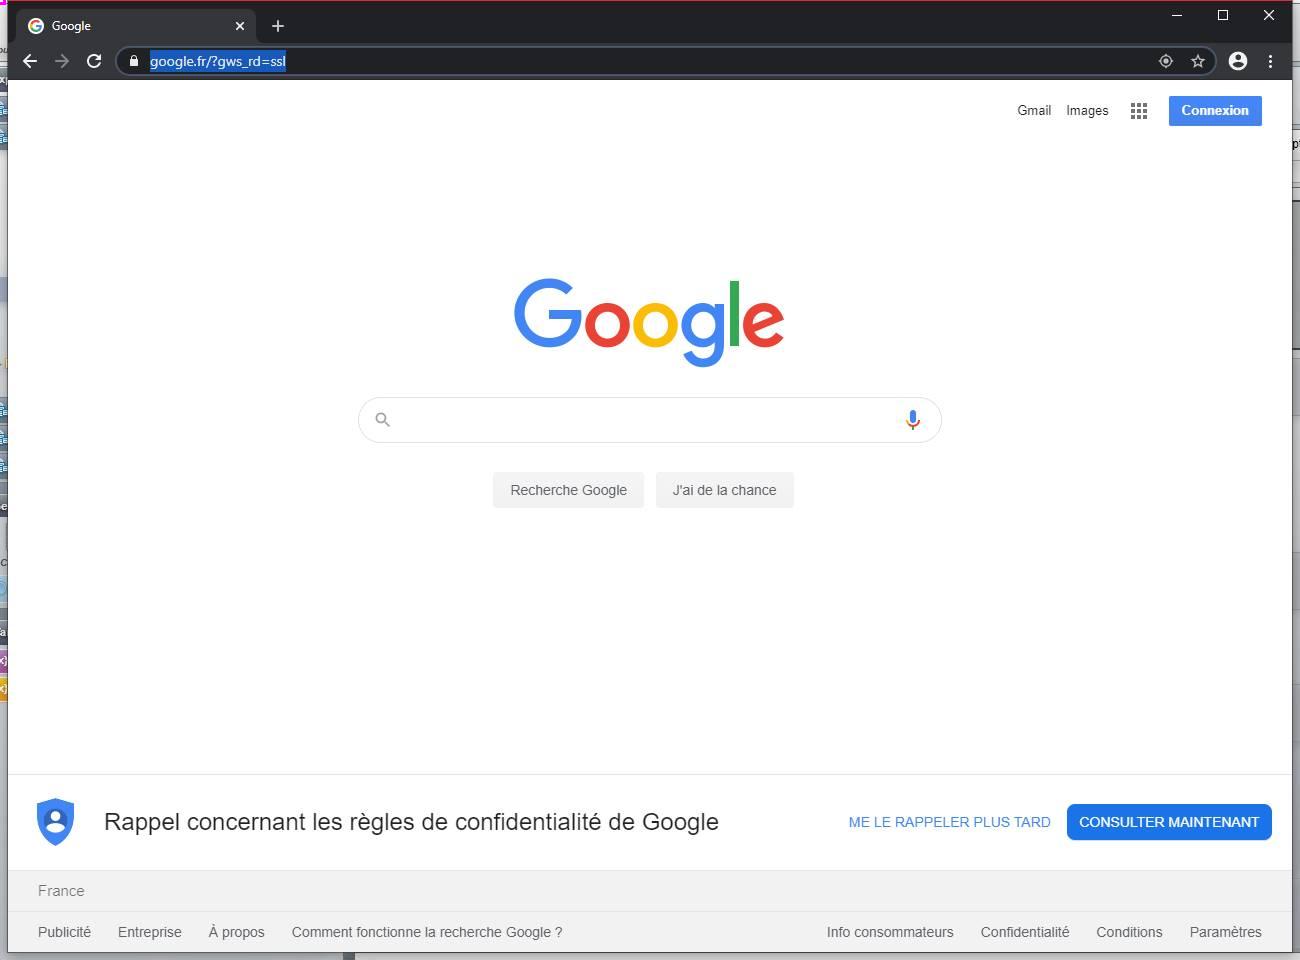 Google
google.fr/?gws_rd=ssl
Gmail Images Connexion
Google
Recherche Google J'ai de la chance
Rappel concernant les règles de confidentialité de Google ME LE RAPPELER PLUS TARD CONSULTER MAINTENANT
France
Publicité Entreprise À propos Comment fonctionne la recherche Google ? Info consommateurs Confidentialité Conditions Paramètres